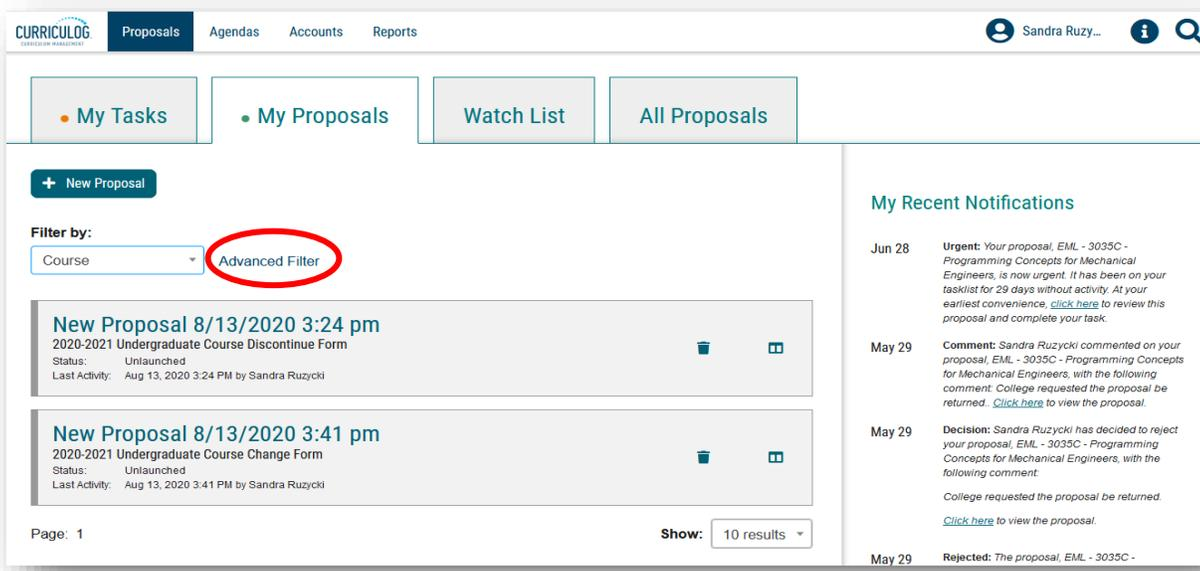 CURRICULOG
CURRICULUM MANAGEMENT
Proposals
Agendas
Accounts
Reports
Sandra Ruzy...
My Tasks
My Proposals
Watch List
All Proposals
+ New Proposal
Filter by:
Course
Advanced Filter
New Proposal 8/13/2020 3:24 pm
2020-2021 Undergraduate Course Discontinue Form
Status: Unlaunched
Last Activity: Aug 13, 2020 3:24 PM by Sandra Ruzycki
New Proposal 8/13/2020 3:41 pm
2020-2021 Undergraduate Course Change Form
Status: Unlaunched
Last Activity: Aug 13, 2020 3:41 PM by Sandra Ruzycki
Page: 1
Show: 10 results
My Recent Notifications
Jun 28
Urgent: Your proposal, EML - 3035C -
Programming Concepts for Mechanical
Engineers, is now urgent. It has been on your
tasklist for 29 days without activity. At your
earliest convenience, click here to review this
proposal and complete your task.
May 29
Comment: Sandra Ruzycki commented on your
proposal, EML - 3035C - Programming Concepts
for Mechanical Engineers, with the following
comment: College requested the proposal be
returned.. Click here to view the proposal.
May 29
Decision: Sandra Ruzycki has decided to reject
your proposal, EML - 3035C - Programming
Concepts for Mechanical Engineers, with the
following comment:
College requested the proposal be returned.
Click here to view the proposal.
May 29
Rejected: The proposal, EML - 3035C -